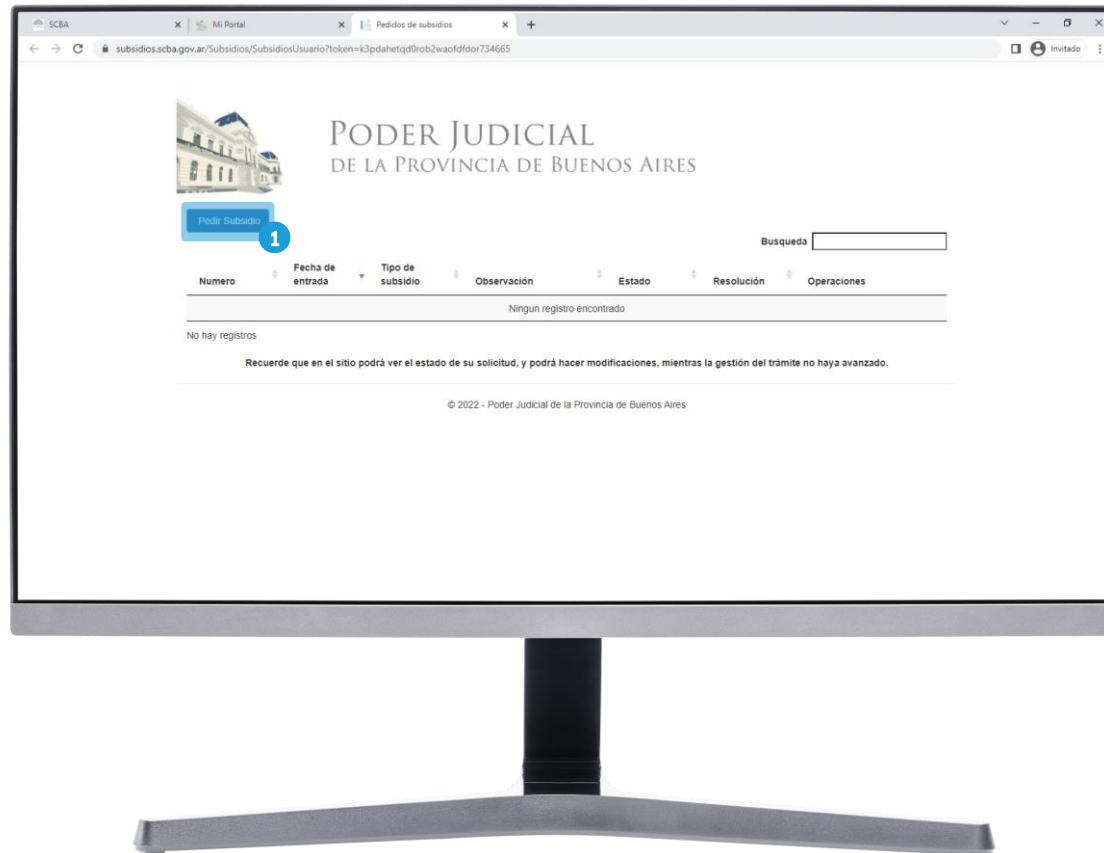 SCBA
Mi Portal
Pedidos de subsidios
subsidios.scba.gov.ar/Subsidios/SubsidiosUsuario?token=k3pdahetqd0rob2waofdfdor734665
Invitado
PODER JUDICIAL
DE LA PROVINCIA DE BUENOS AIRES
Pedir Subsidio
1
Busqueda
Numero Fecha de entrada Tipo de subsidio Observación Estado Resolución Operaciones
Ningun registro encontrado
No hay registros
Recuerde que en el sitio podrá ver el estado de su solicitud, y podrá hacer modificaciones, mientras la gestión del trámite no haya avanzado.
© 2022 - Poder Judicial de la Provincia de Buenos Aires